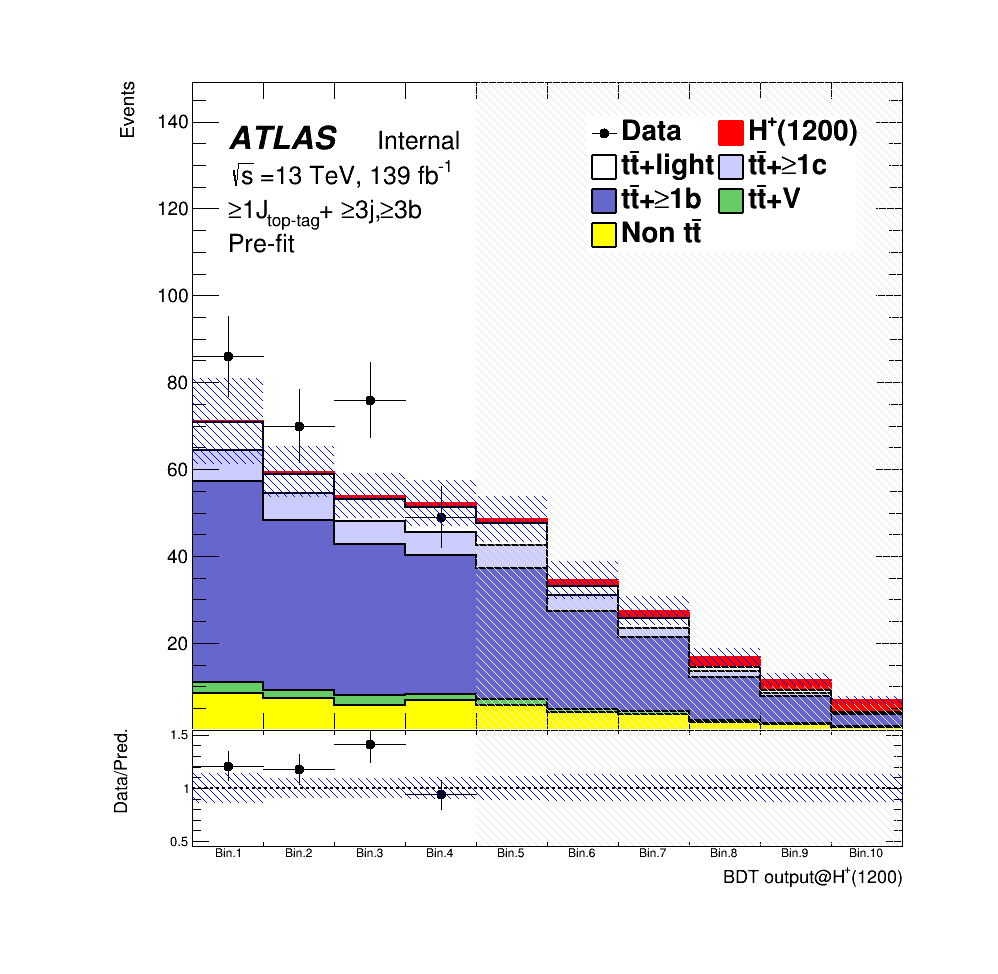 Events
140
120
100
80
60
40
20
ATLAS Internal
√s =13 TeV, 139 fb⁻¹
≥1J_top-tag+ ≥3j,≥3b
Pre-fit
Data H⁺(1200)
tt̄+light tt̄+≥1c
tt̄+≥1b tt̄+V
Non tt̄
Data/Pred.
1.5
1
0.5
Bin.1 Bin.2 Bin.3 Bin.4 Bin.5 Bin.6 Bin.7 Bin.8 Bin.9 Bin.10
BDT output@H⁺(1200)